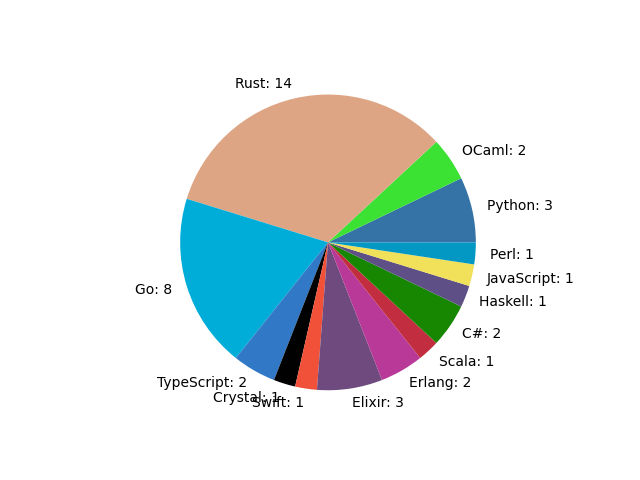 Rust: 14
OCaml: 2
Python: 3
Perl: 1
JavaScript: 1
Go: 8
Haskell: 1
C#: 2
Scala: 1
TypeScript: 2
Erlang: 2
Crystal: 1
Swift: 1
Elixir: 3